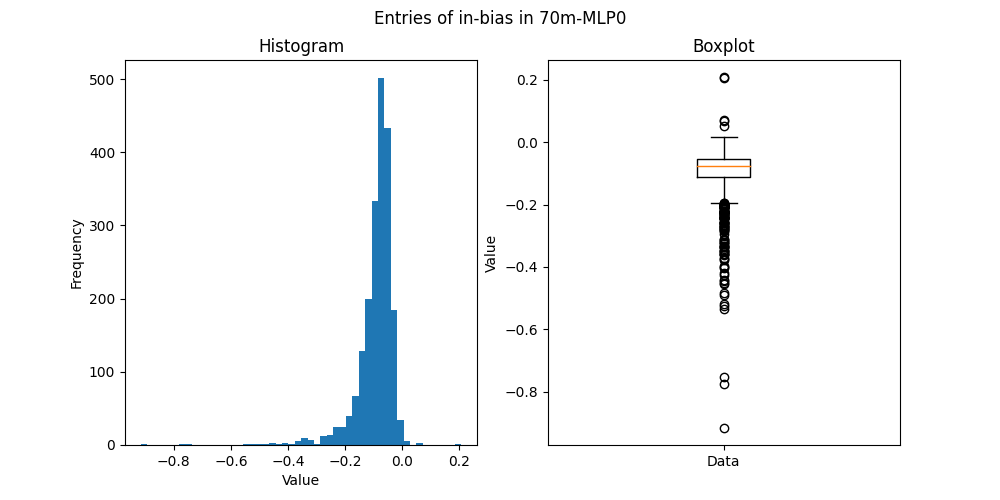 Entries of in-bias in 70m-MLP0
Histogram
Frequency
500
400
300
200
100
0
−0.8 −0.6 −0.4 −0.2 0.0 0.2
Value
Boxplot
Value
0.2
0.0
−0.2
−0.4
−0.6
−0.8
Data